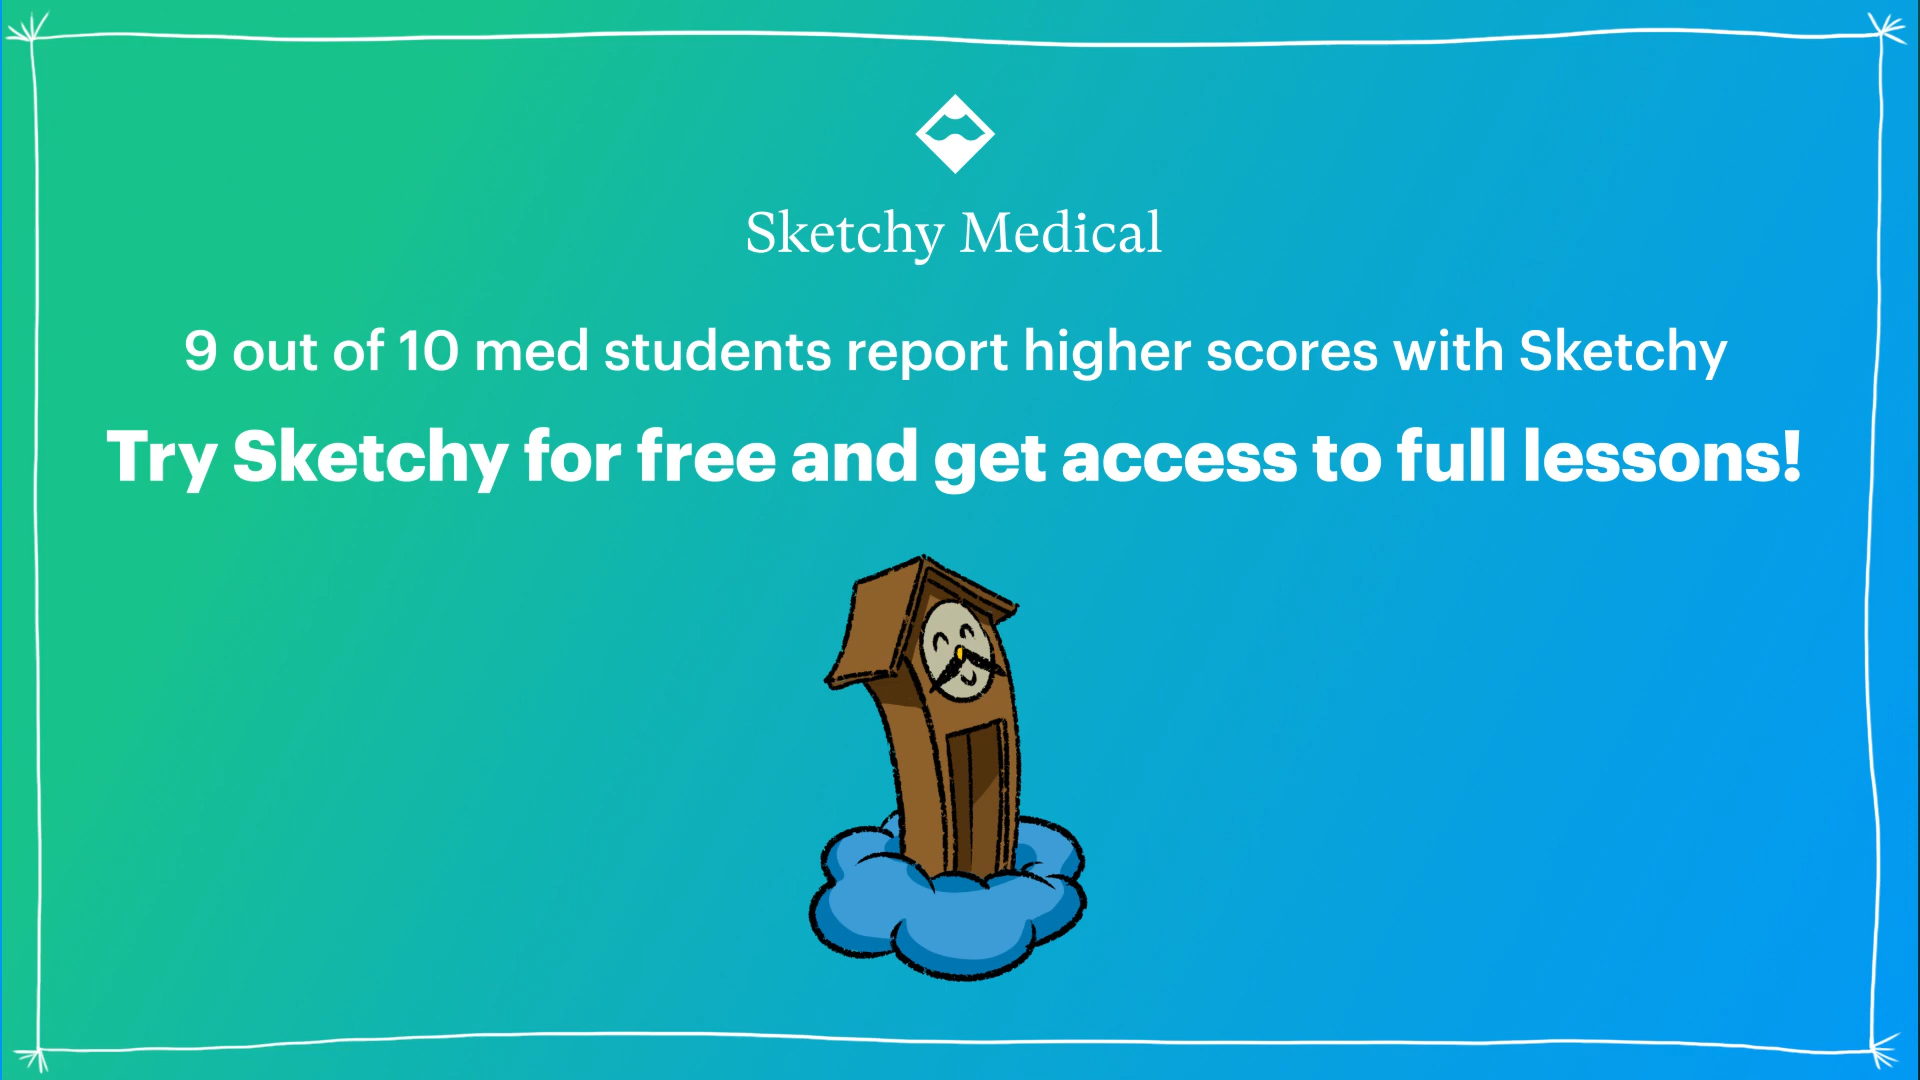 Sketchy Medical
9 out of 10 med students report higher scores with Sketchy
Try Sketchy for free and get access to full lessons!